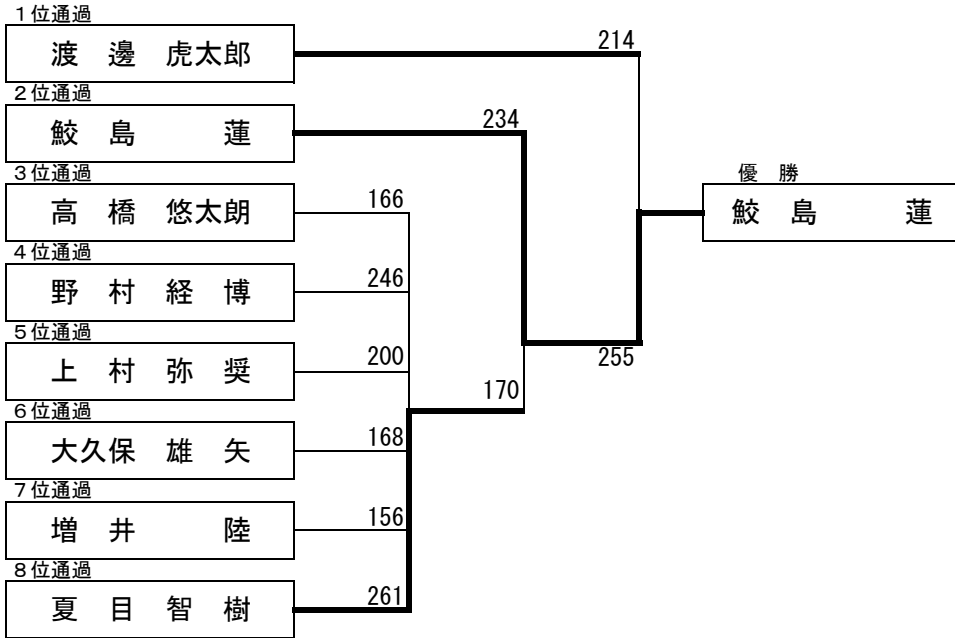 １位通過
渡　邊　虎太郎
214
２位通過
鮫　島　　　蓮
234
３位通過
高　橋　悠太朗
166
優　勝
鮫　島　　　蓮
４位通過
野　村　経　博
246
５位通過
上　村　弥　奨
200
255
170
６位通過
大久保　雄　矢
168
７位通過
増　井　　　陸
156
８位通過
夏　目　智　樹
261